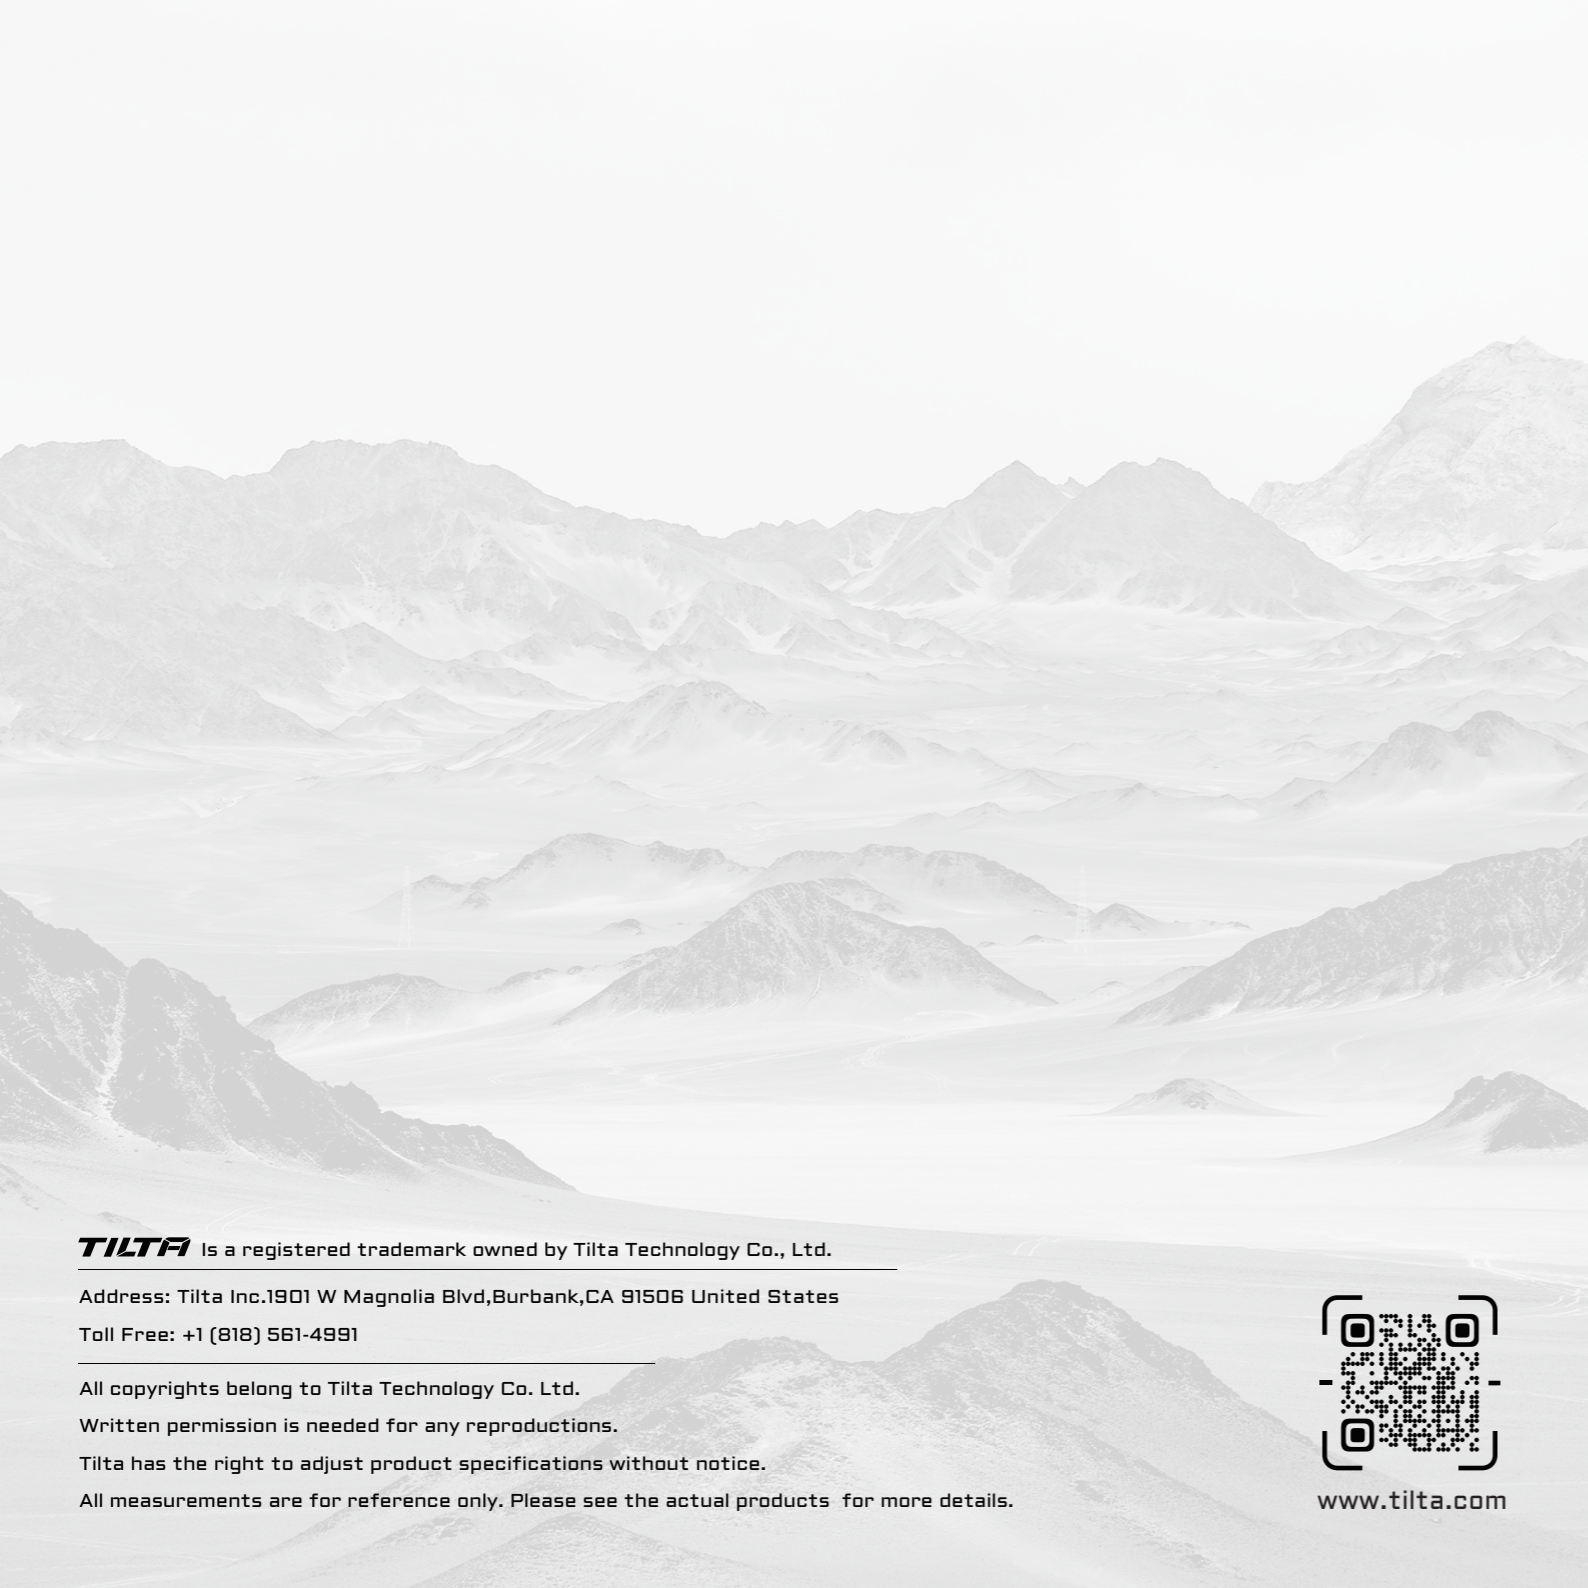 TILTA Is a registered trademark owned by Tilta Technology Co., Ltd.
Address: Tilta Inc.1901 W Magnolia Blvd,Burbank,CA 91506 United States
Toll Free: +1 (818) 561-4991
All copyrights belong to Tilta Technology Co. Ltd.
Written permission is needed for any reproductions.
Tilta has the right to adjust product specifications without notice.
All measurements are for reference only. Please see the actual products  for more details.
www.tilta.com